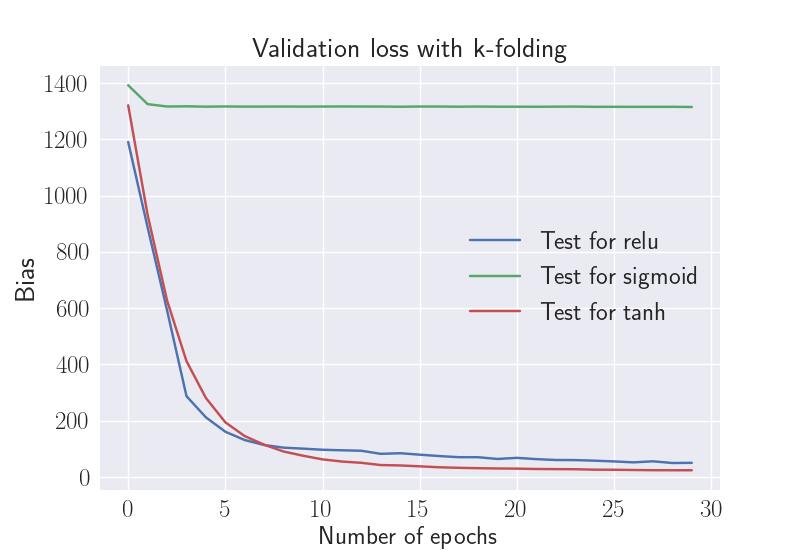 Validation loss with k-folding
1400
1200
1000
800
600
400
200
0
Bias
Test for relu
Test for sigmoid
Test for tanh
0 5 10 15 20 25 30
Number of epochs